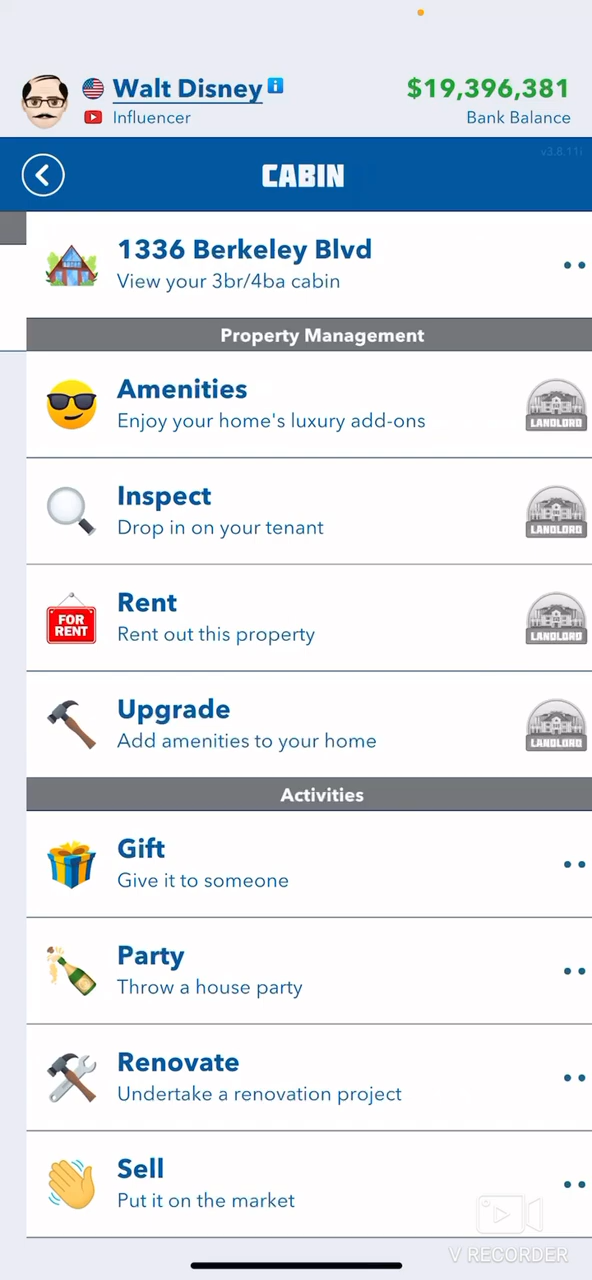 Walt Disney
$19,396,381
Influencer
Bank Balance
v3.8.11i
CABIN
1336 Berkeley Blvd
View your 3br/4ba cabin
Property Management
Amenities
Enjoy your home's luxury add-ons
LANDLORD
Inspect
Drop in on your tenant
LANDLORD
FOR RENT
Rent
Rent out this property
LANDLORD
Upgrade
Add amenities to your home
LANDLORD
Activities
Gift
Give it to someone
Party
Throw a house party
Renovate
Undertake a renovation project
Sell
Put it on the market
V RECORDER